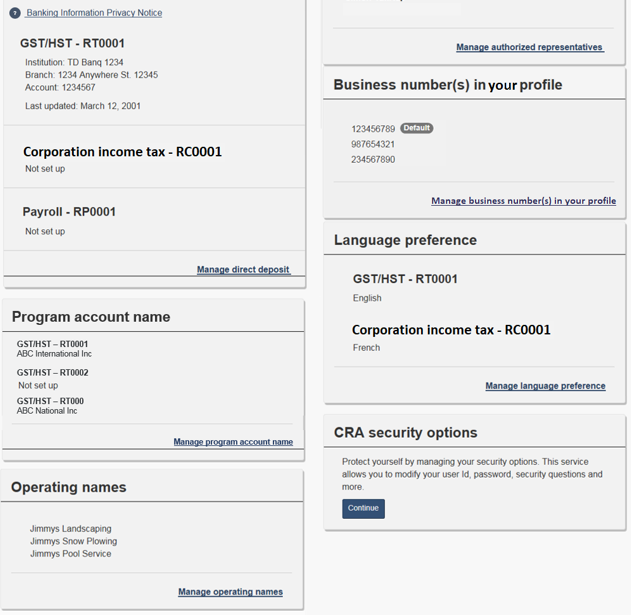 ? Banking Information Privacy Notice
GST/HST - RT0001
Institution: TD Banq 1234
Branch: 1234 Anywhere St. 12345
Account: 1234567
Last updated: March 12, 2001
Corporation income tax - RC0001
Not set up
Payroll - RP0001
Not set up
Manage direct deposit
Program account name
GST/HST – RT0001
ABC International Inc
GST/HST – RT0002
Not set up
GST/HST – RT000
ABC National Inc
Manage program account name
Operating names
Jimmys Landscaping
Jimmys Snow Plowing
Jimmys Pool Service
Manage operating names
Manage authorized representatives
Business number(s) in your profile
123456789 Default
987654321
234567890
Manage business number(s) in your profile
Language preference
GST/HST - RT0001
English
Corporation income tax - RC0001
French
Manage language preference
CRA security options
Protect yourself by managing your security options. This service
allows you to modify your user Id, password, security questions and
more.
Continue